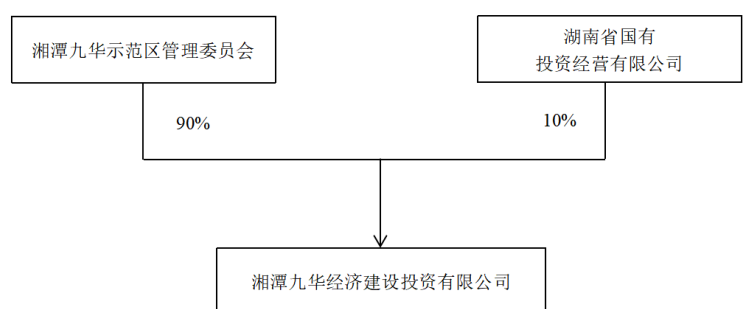 湘潭九华示范区管理委员会
湖南省国有
投资经营有限公司
90%
10%
湘潭九华经济建设投资有限公司